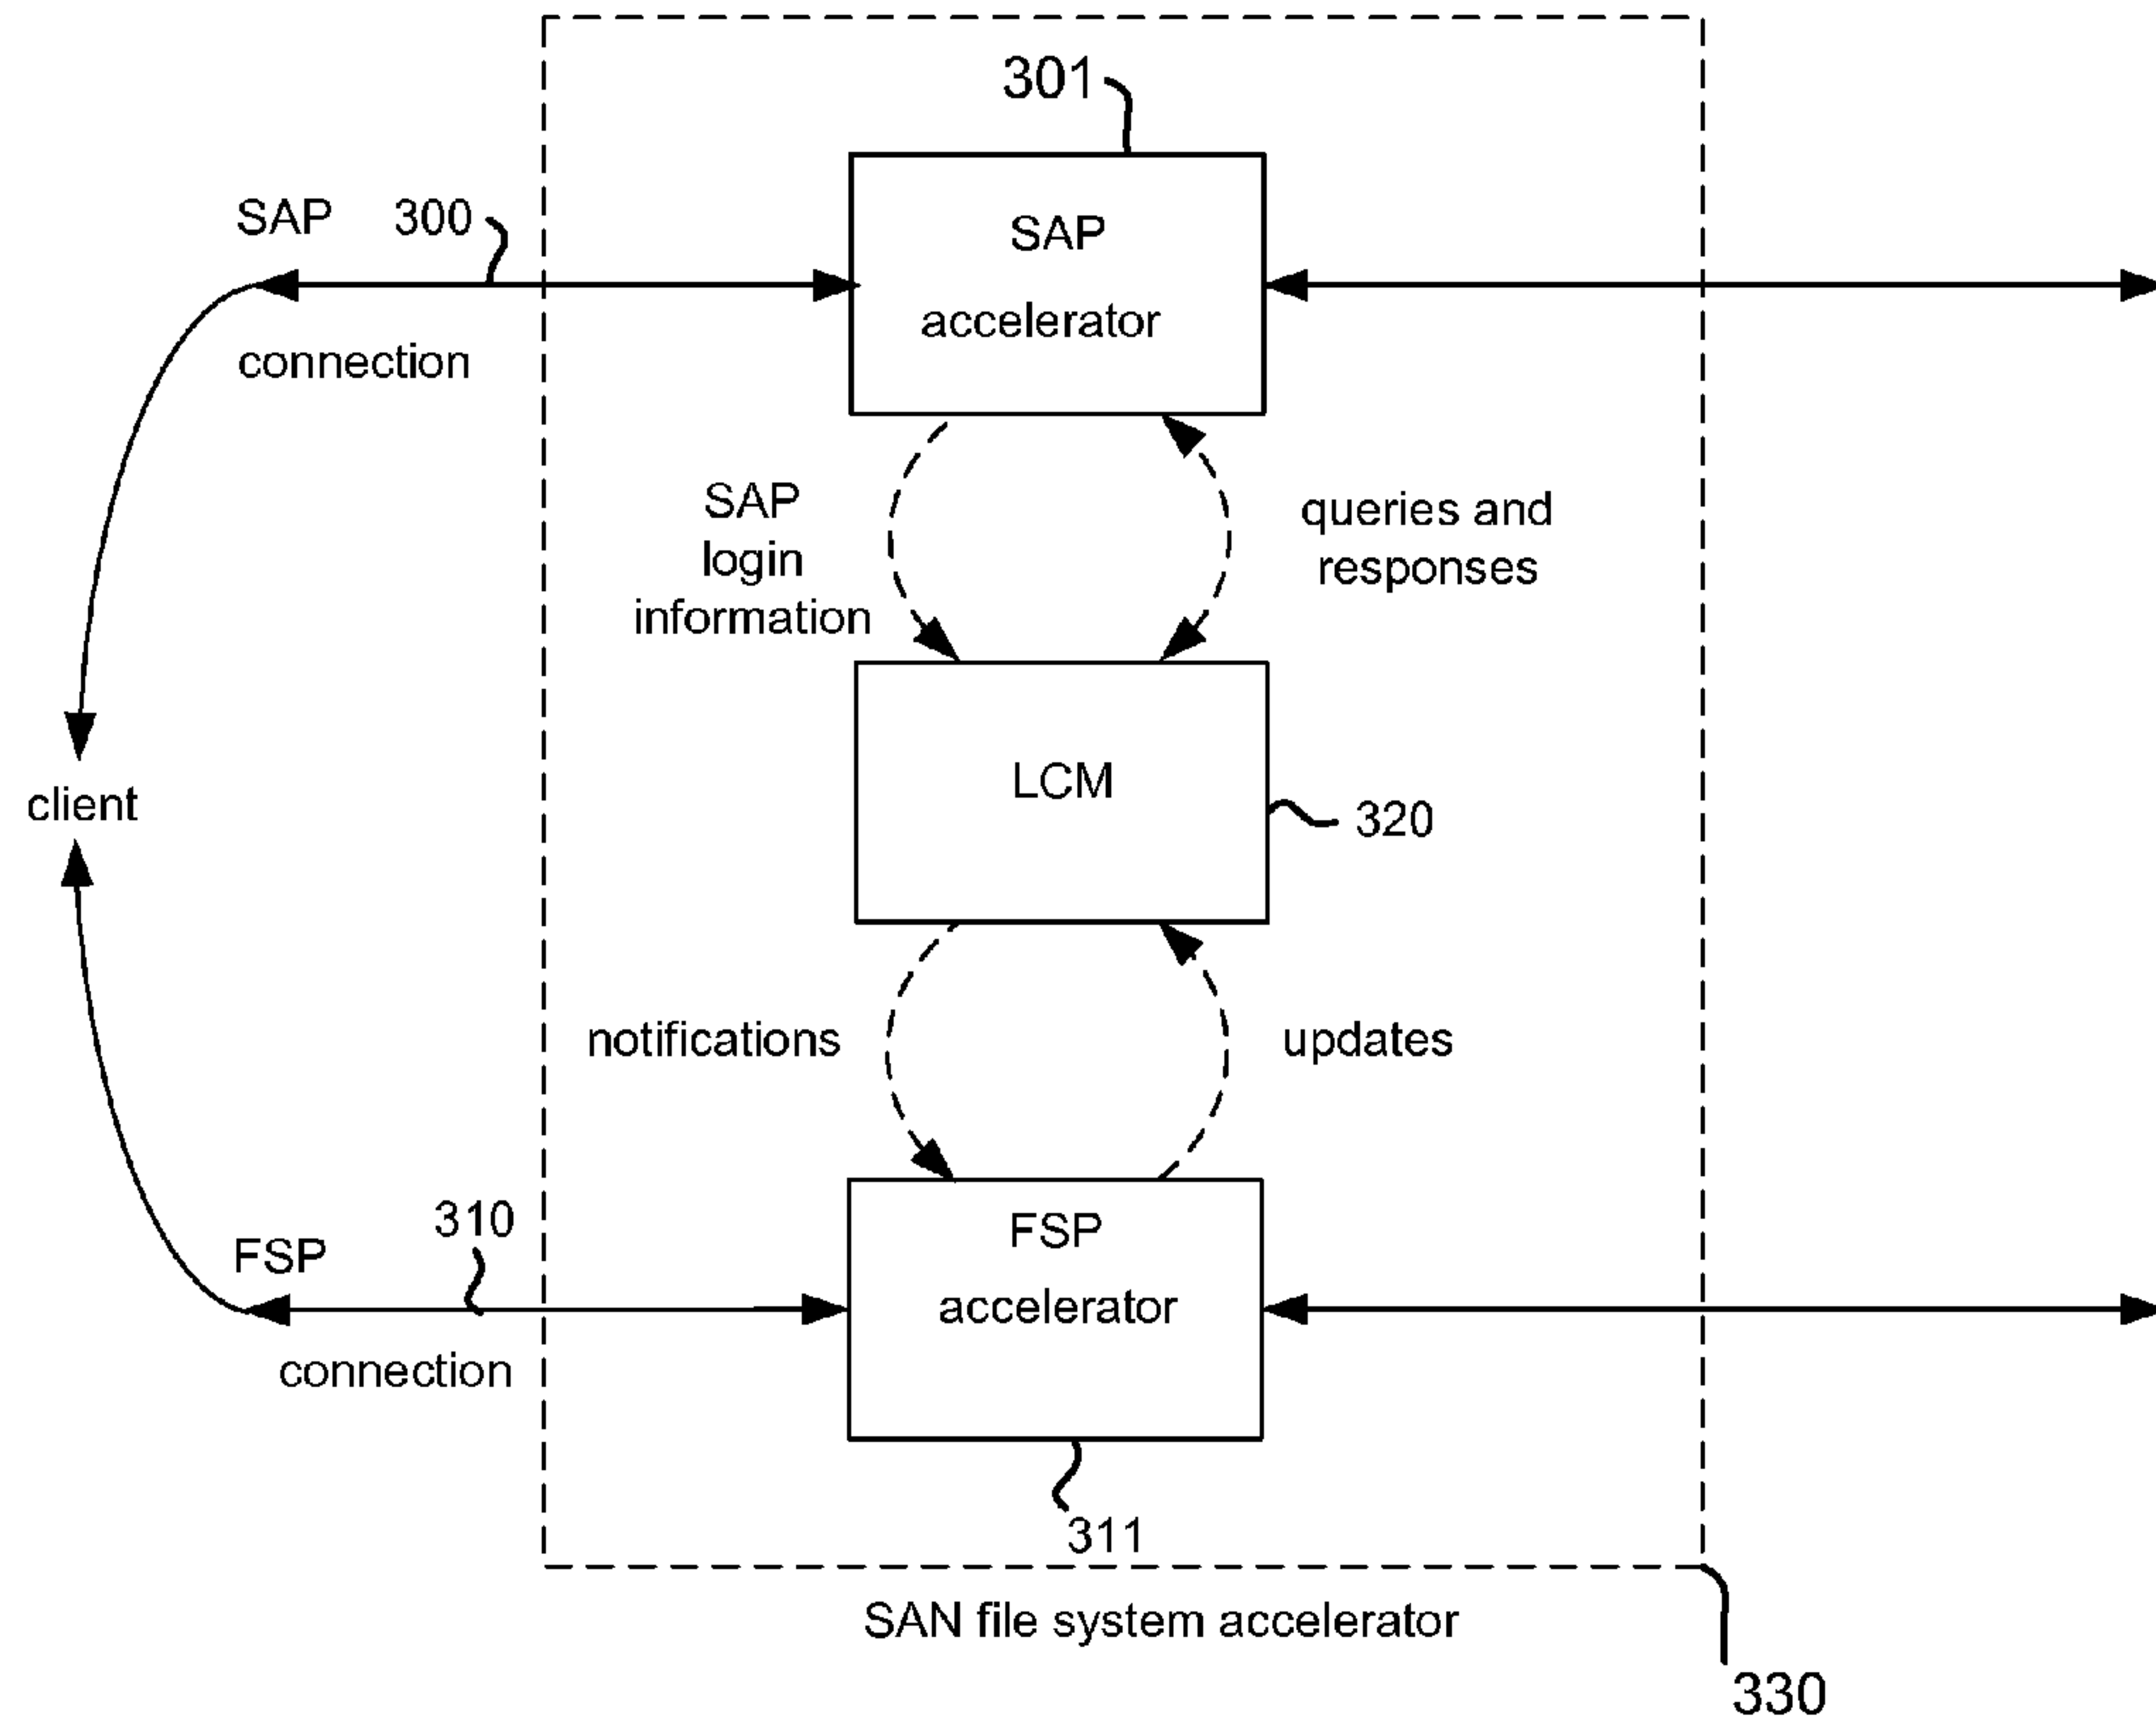 301
SAP 300
SAP
accelerator
connection
SAP
login
information
queries and
responses
LCM
client
320
notifications
updates
310
FSP
FSP
accelerator
connection
311
SAN file system accelerator
330